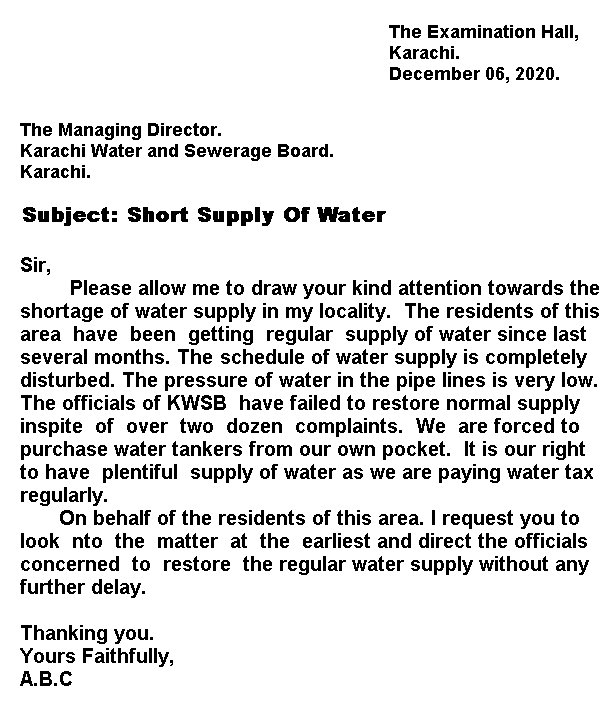 The Examination Hall,
Karachi.
December 06, 2020.
The Managing Director.
Karachi Water and Sewerage Board.
Karachi.
Subject: Short Supply Of Water
Sir,
Please allow me to draw your kind attention towards the
shortage of water supply in my locality. The residents of this
area have been getting regular supply of water since last
several months. The schedule of water supply is completely
disturbed. The pressure of water in the pipe lines is very low.
The officials of KWSB have failed to restore normal supply
inspite of over two dozen complaints. We are forced to
purchase water tankers from our own pocket. It is our right
to have plentiful supply of water as we are paying water tax
regularly.
On behalf of the residents of this area. I request you to
look nto the matter at the earliest and direct the officials
concerned to restore the regular water supply without any
further delay.
Thanking you.
Yours Faithfully,
A.B.C